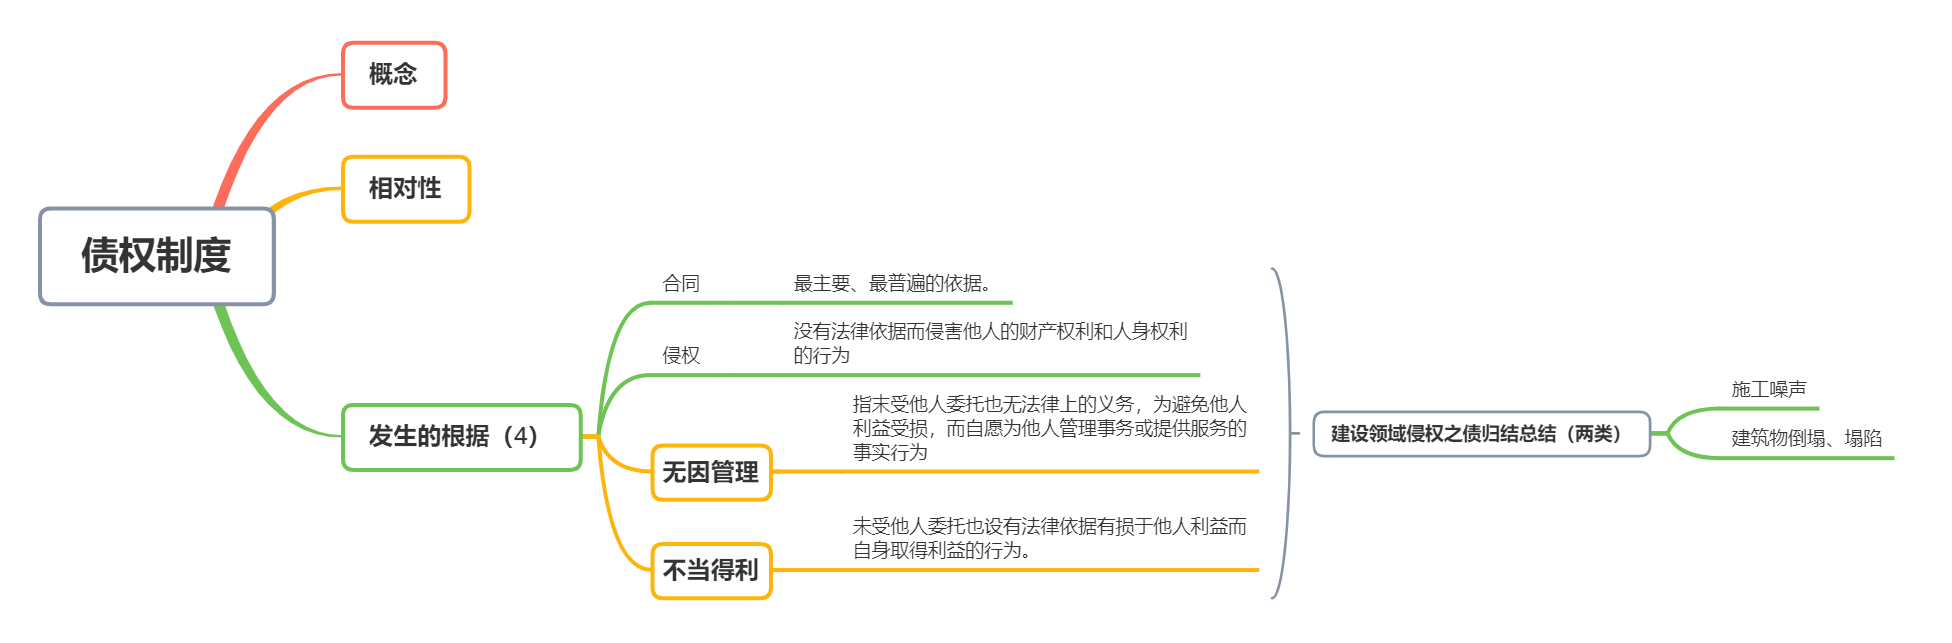 概念
相对性
债权制度
发生的根据（4）
合同
最主要、最普遍的依据。
侵权
没有法律依据而侵害他人的财产权利和人身权利
的行为
无因管理
指末受他人委托也无法律上的义务，为避免他人
利益受损，而自愿为他人管理事务或提供服务的
事实行为
不当得利
未受他人委托也设有法律依据有损于他人利益而
自身取得利益的行为。
建设领域侵权之债归结总结（两类）
施工噪声
建筑物倒塌、塌陷